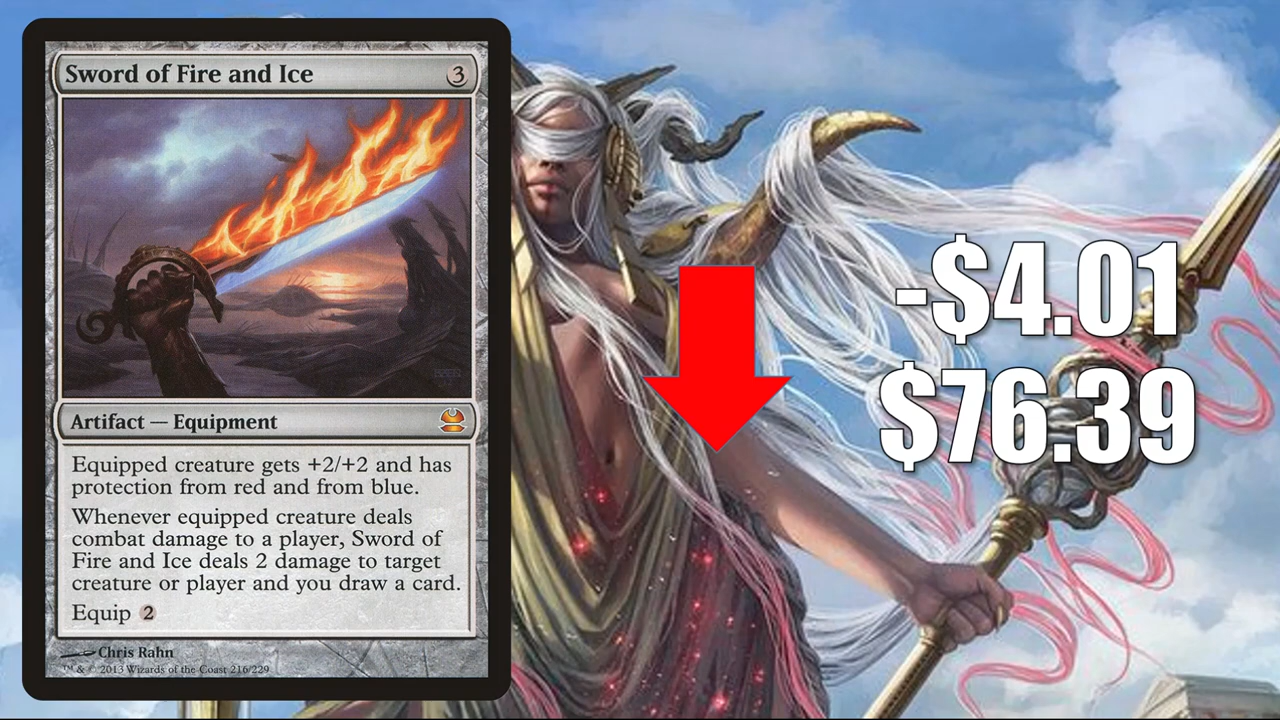 Sword of Fire and Ice 3
Artifact — Equipment
Equipped creature gets +2/+2 and has
protection from red and from blue.
Whenever equipped creature deals
combat damage to a player, Sword of
Fire and Ice deals 2 damage to target
creature or player and you draw a card.
Equip 2
Chris Rahn
™ & © 2013 Wizards of the Coast 216/229
-$4.01
$76.39